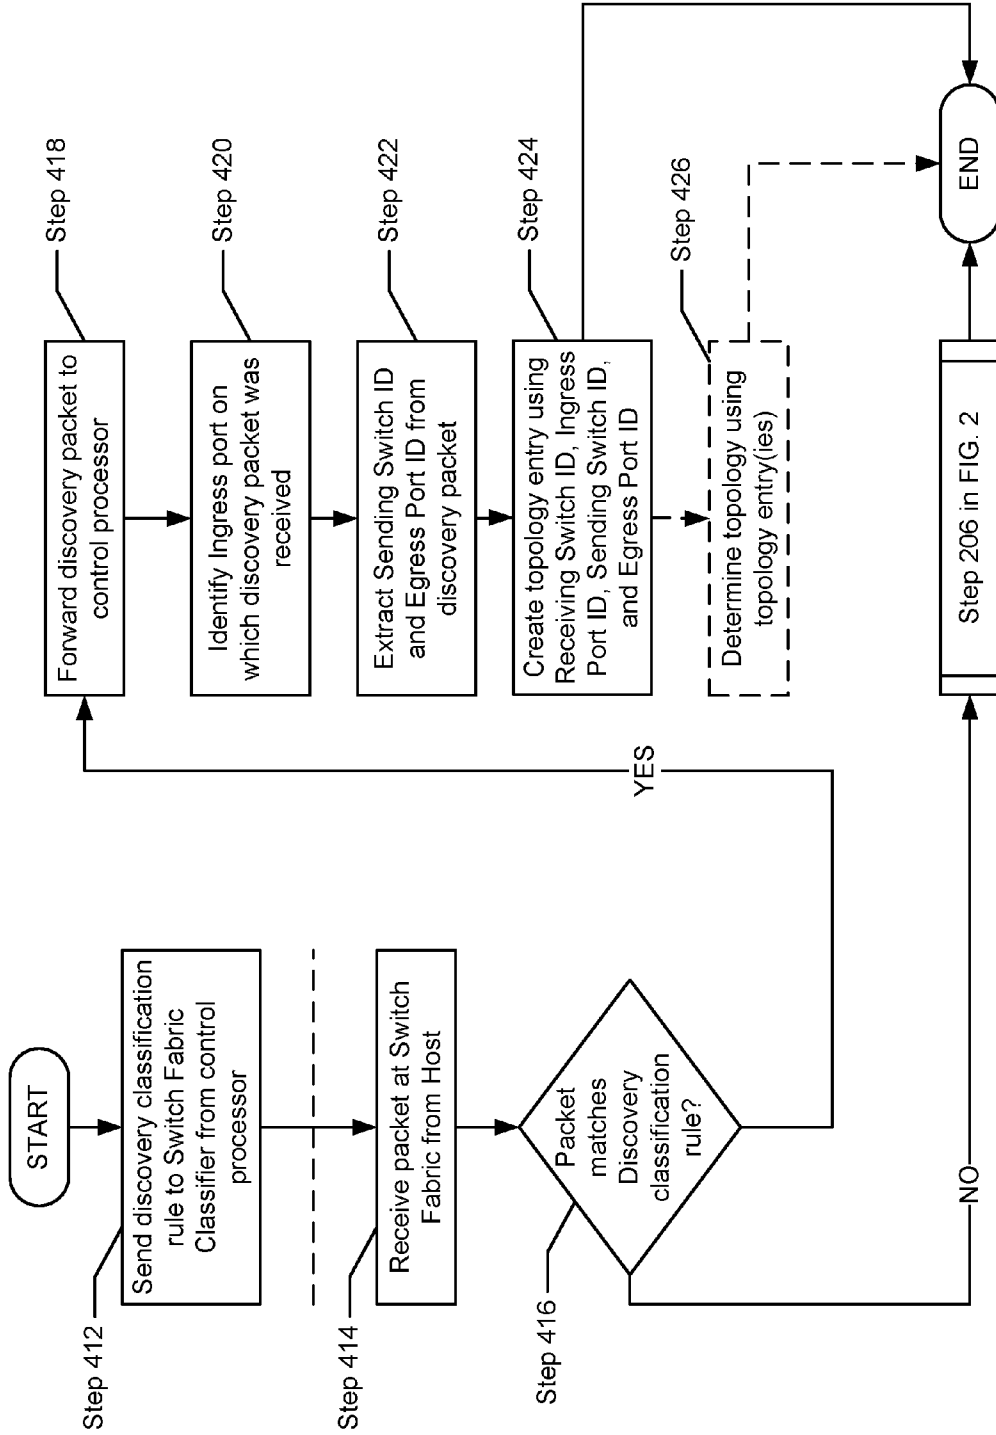 START
Step 412
Send discovery classification
rule to Switch Fabric
Classifier from control
processor
Step 414
Receive packet at Switch
Fabric from Host
Step 416
Packet
matches
Discovery
classification
rule?
YES
NO
Step 418
Forward discovery packet to
control processor
Step 420
Identify Ingress port on
which discovery packet was
received
Step 422
Extract Sending Switch ID
and Egress Port ID from
discovery packet
Step 424
Create topology entry using
Receiving Switch ID, Ingress
Port ID, Sending Switch ID,
and Egress Port ID
Step 426
Determine topology using
topology entry(ies)
Step 206 in FIG. 2
END